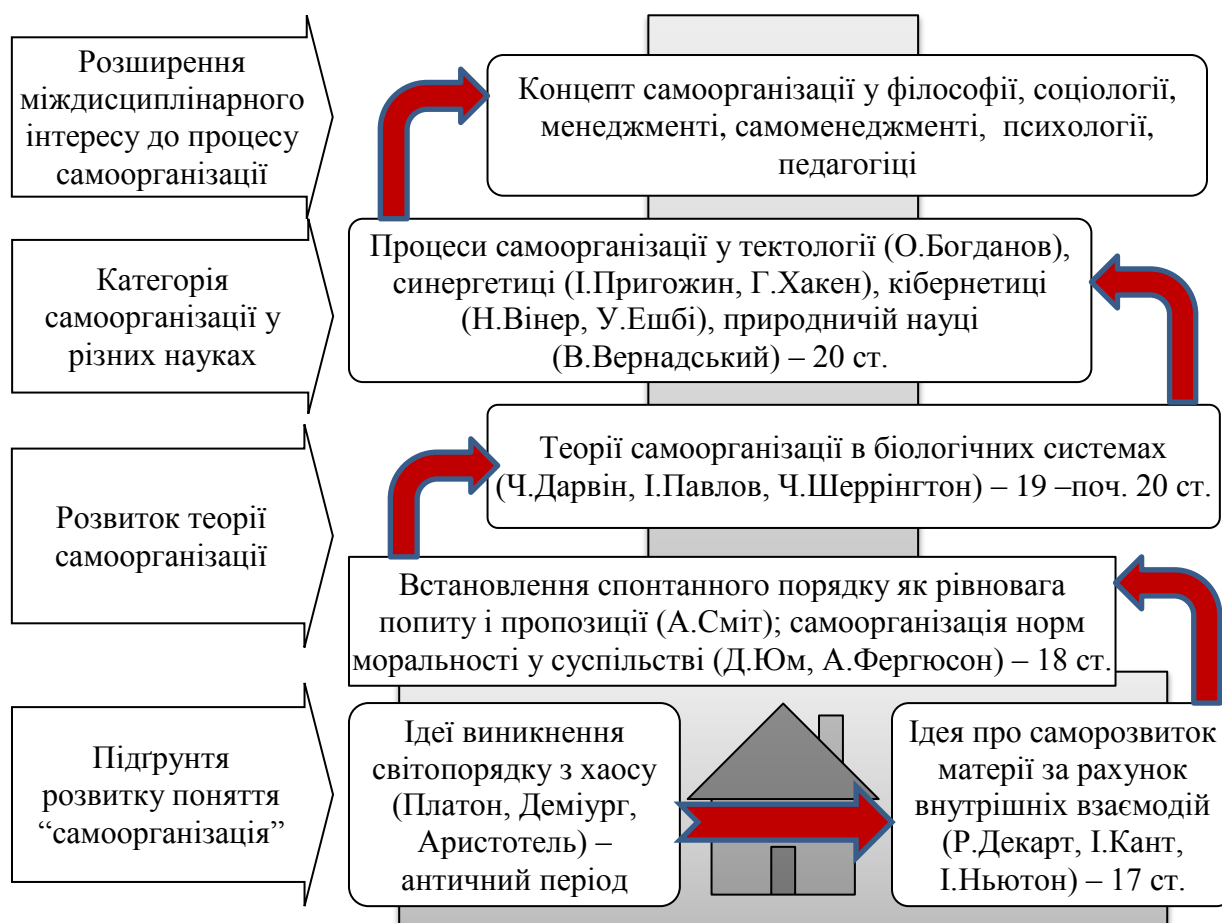 Розширення
міждисциплінарного
інтересу до процесу
самоорганізації
Концепт самоорганізації у філософії, соціології,
менеджменті, самоменеджменті, психології,
педагогіці
Категорія
самоорганізації у
різних науках
Процеси самоорганізації у тектології (О.Богданов),
синергетиці (І.Пригожин, Г.Хакен), кібернетиці
(Н.Вінер, У.Ешбі), природничій науці
(В.Вернадський) – 20 ст.
Розвиток теорії
самоорганізації
Теорії самоорганізації в біологічних системах
(Ч.Дарвін, І.Павлов, Ч.Шеррінгтон) – 19 –поч. 20 ст.
Встановлення спонтанного порядку як рівновага
попиту і пропозиції (А.Сміт); самоорганізація норм
моральності у суспільстві (Д.Юм, А.Фергюсон) – 18 ст.
Підґрунтя
розвитку поняття
“самоорганізація”
Ідеї виникнення
світопорядку з хаосу
(Платон, Деміург,
Аристотель) –
античний період
Ідея про саморозвиток
матерії за рахунок
внутрішніх взаємодій
(Р.Декарт, І.Кант,
І.Ньютон) – 17 ст.